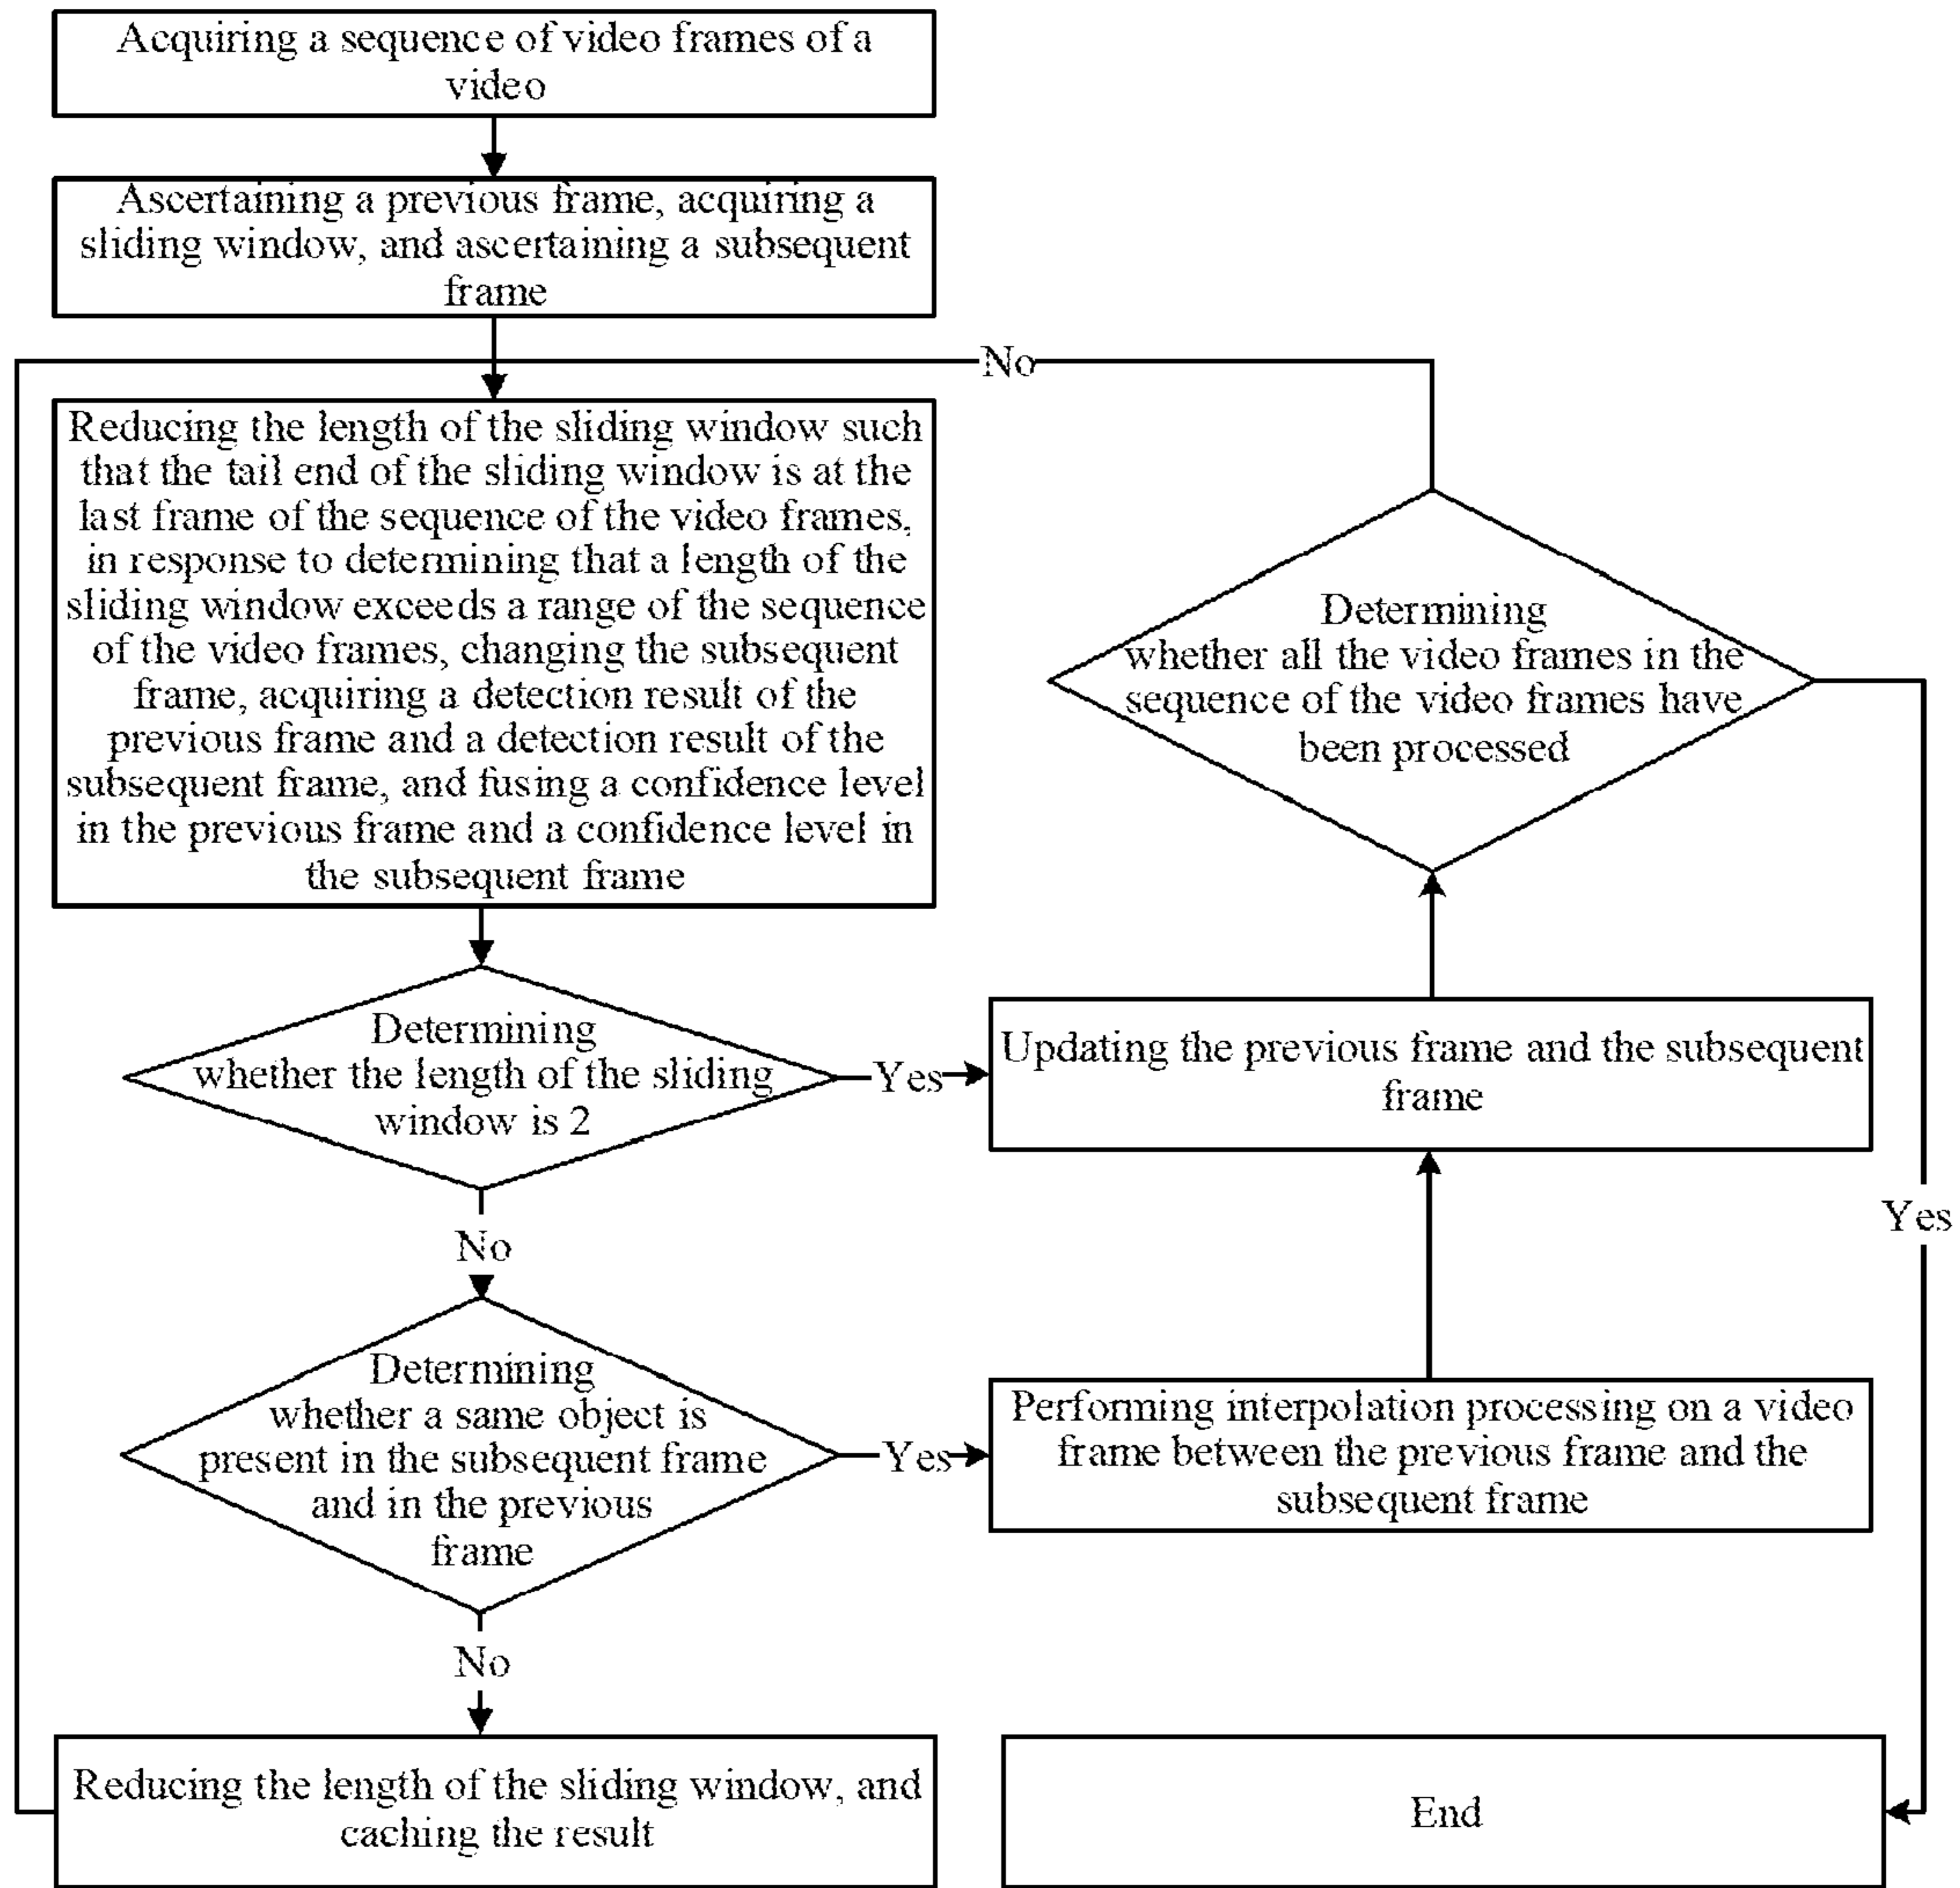 Acquiring a sequence of video frames of a
video
Ascertaining a previous frame, acquiring a
sliding window, and ascertaining a subsequent
frame
No
Reducing the length of the sliding window such
that the tail end of the sliding window is at the
last frame of the sequence of the video frames,
in response to determining that a length of the
sliding window exceeds a range of the sequence
of the video frames, changing the subsequent
frame, acquiring a detection result of the
previous frame and a detection result of the
subsequent frame, and fusing a confidence level
in the previous frame and a confidence level in
the subsequent frame
Determining
whether all the video frames in the
sequence of the video frames have
been processed
Determining
whether the length of the sliding
window is 2
Yes
Updating the previous frame and the subsequent
frame
Yes
No
Determining
whether a same object is
present in the subsequent frame
and in the previous
frame
Yes
Performing interpolation processing on a video
frame between the previous frame and the
subsequent frame
No
Reducing the length of the sliding window, and
caching the result
End